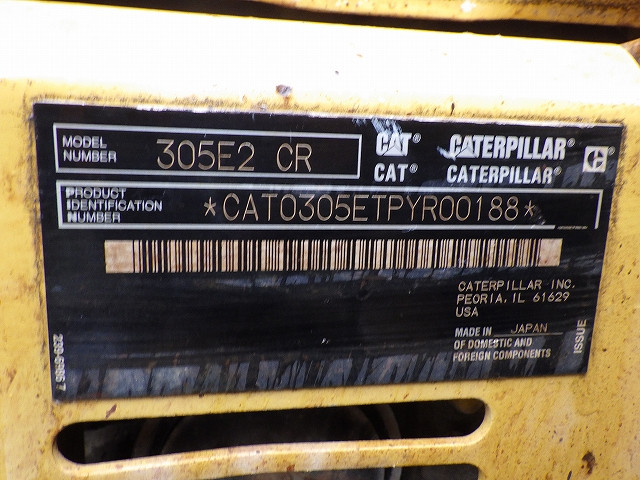 MODEL NUMBER 305E2 CR
CAT® CATERPILLAR®
CAT® CATERPILLAR®
PRODUCT IDENTIFICATION NUMBER *CAT0305ETPYR00188*
CATERPILLAR INC.
PEORIA, IL 61629
USA
MADE IN JAPAN
OF DOMESTIC AND
FOREIGN COMPONENTS
ISSUE